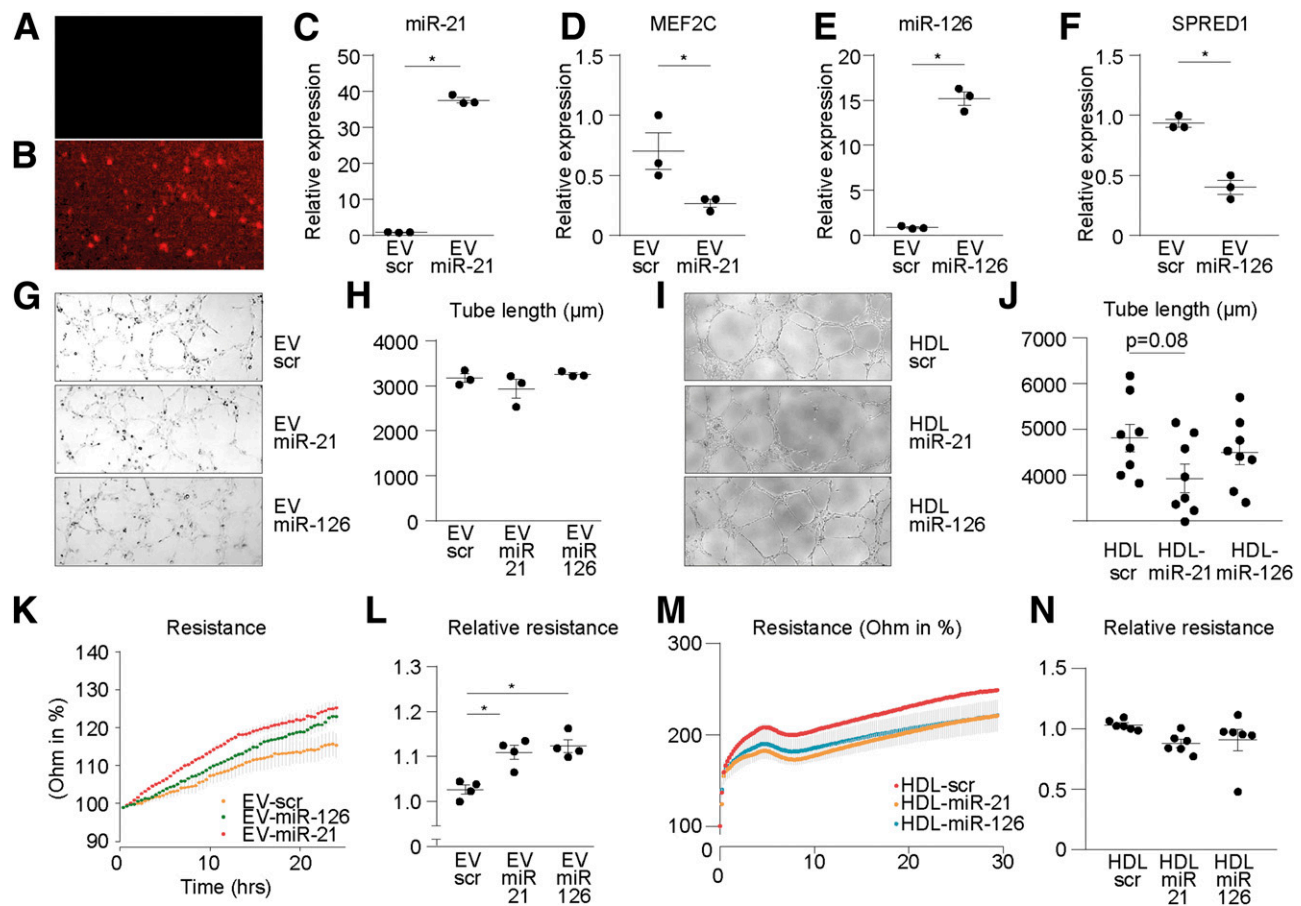 A
B
C
miR-21
Relative expression
50
40
30
20
10
0
*
EV
scr
EV
miR-21
D
MEF2C
Relative expression
1.5
1.0
0.5
0
*
EV
scr
EV
miR-21
E
miR-126
Relative expression
20
15
10
5
0
*
EV
scr
EV
miR-126
F
SPRED1
Relative expression
1.5
1.0
0.5
0
*
EV
scr
EV
miR-126
G
EV
scr
EV
miR-21
EV
miR-126
H
Tube length (µm)
4000
3000
2000
1000
0
EV
scr
EV
miR
21
EV
miR
126
I
HDL
scr
HDL
miR-21
HDL
miR-126
J
Tube length (µm)
7000
6000
5000
4000
p=0.08
HDL
scr
HDL-
miR-21
HDL-
miR-126
K
Resistance
(Ohm in %)
140
130
120
110
100
90
EV-scr
EV-miR-126
EV-miR-21
0
10
20
Time (hrs)
L
Relative resistance
1.3
1.2
1.1
1.0
0
*
*
EV
scr
EV
miR
21
EV
miR
126
M
Resistance (Ohm in %)
300
200
100
0
HDL-scr
HDL-miR-21
HDL-miR-126
0
10
20
30
N
Relative resistance
1.5
1.0
0.5
0
HDL
scr
HDL
miR
21
HDL
miR
126